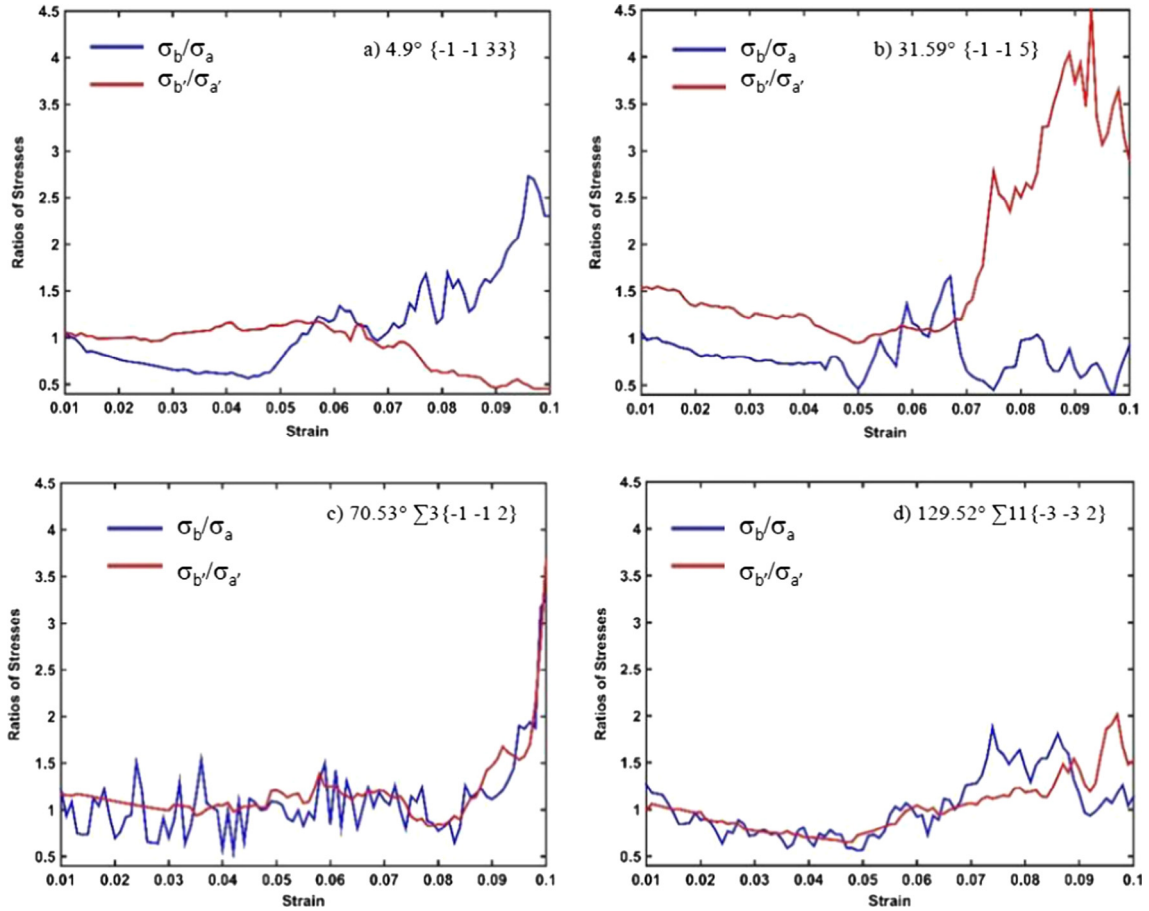 4.5
4
3.5
3
2.5
2
1.5
1
0.5
Ratios of Stresses
σb/σa
σb'/σa'
a) 4.9° {-1 -1 33}
0.01 0.02 0.03 0.04 0.05 0.06 0.07 0.08 0.09 0.1
Strain
4.5
4
3.5
3
2.5
2
1.5
1
0.5
Ratios of Stresses
σb/σa
σb'/σa'
b) 31.59° {-1 -1 5}
0.01 0.02 0.03 0.04 0.05 0.06 0.07 0.08 0.09 0.1
Strain
4.5
4
3.5
3
2.5
2
1.5
1
0.5
Ratios of Stresses
σb/σa
σb'/σa'
c) 70.53° ∑3{-1 -1 2}
0.01 0.02 0.03 0.04 0.05 0.06 0.07 0.08 0.09 0.1
Strain
4.5
4
3.5
3
2.5
2
1.5
1
0.5
Ratios of Stresses
σb/σa
σb'/σa'
d) 129.52° ∑11{-3 -3 2}
0.01 0.02 0.03 0.04 0.05 0.06 0.07 0.08 0.09 0.1
Strain